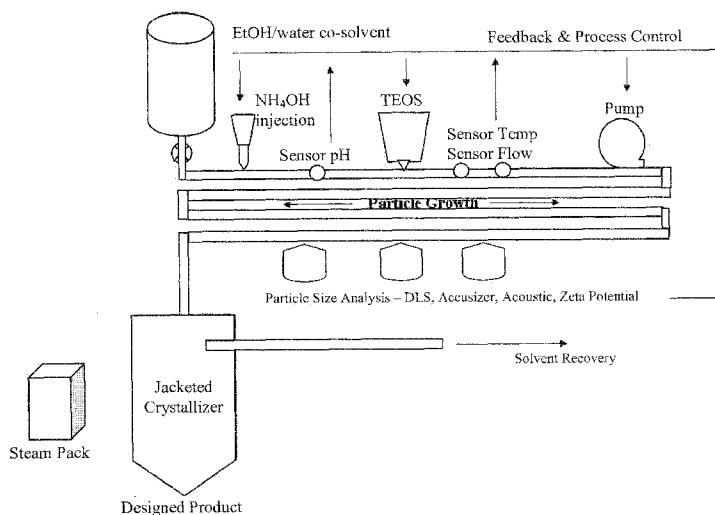 EtOH/water co-solvent
Feedback & Process Control
NH₄OH
injection
TEOS
Pump
Sensor pH
Sensor Temp
Sensor Flow
Particle Growth
Particle Size Analysis – DLS, Accusizer, Acoustic, Zeta Potential
Solvent Recovery
Jacketed
Crystallizer
Steam Pack
Designed Product